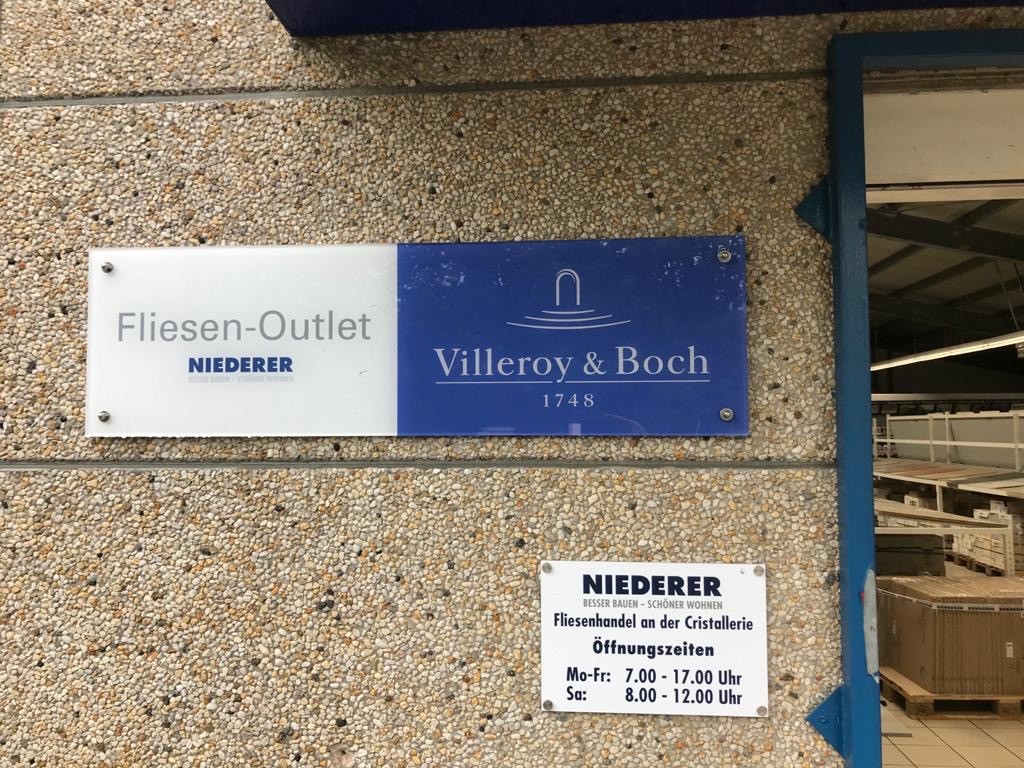 Fliesen-Outlet
NIEDERER
BESSER BAUEN – SCHÖNER WOHNEN
Villeroy & Boch
1748
NIEDERER
BESSER BAUEN – SCHÖNER WOHNEN
Fliesenhandel an der Cristallerie
Öffnungszeiten
Mo-Fr: 7.00 - 17.00 Uhr
Sa: 8.00 - 12.00 Uhr